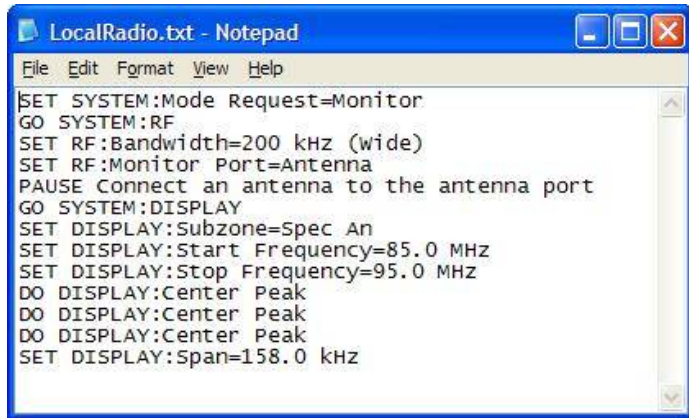 LocalRadio.txt - Notepad
File Edit Format View Help
SET SYSTEM:Mode Request=Monitor
GO SYSTEM:RF
SET RF:Bandwidth=200 kHz (Wide)
SET RF:Monitor Port=Antenna
PAUSE Connect an antenna to the antenna port
GO SYSTEM:DISPLAY
SET DISPLAY:Subzone=Spec An
SET DISPLAY:Start Frequency=85.0 MHz
SET DISPLAY:Stop Frequency=95.0 MHz
DO DISPLAY:Center Peak
DO DISPLAY:Center Peak
DO DISPLAY:Center Peak
SET DISPLAY:Span=158.0 kHz